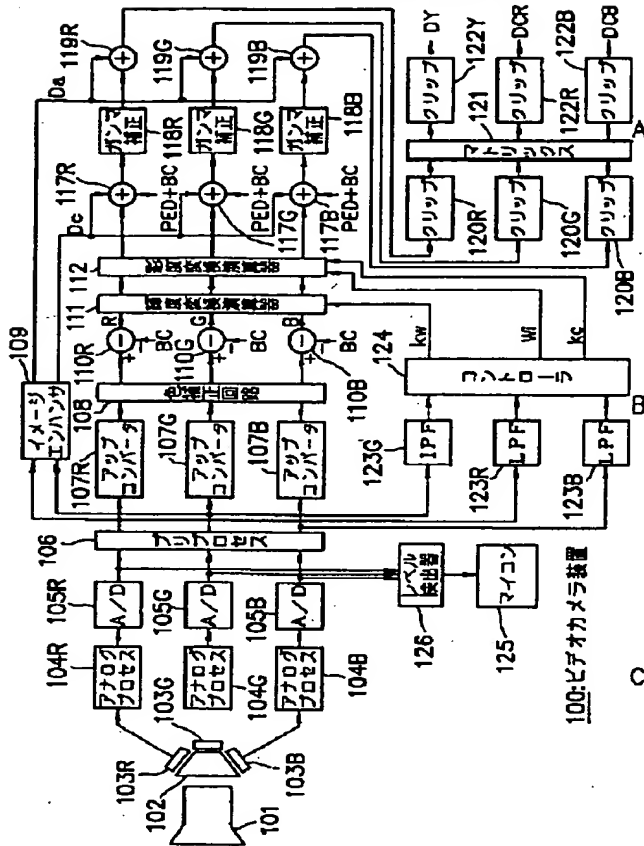 109
イメージ
エンハンサ
Da
119R
119G
119B
ガンマ
補正
118R
ガンマ
補正
118G
ガンマ
補正
118B
117R
Dc
PED+BC
PED+BC
117G
117B
PED+BC
112
111
R
G
B
110R
BC
110G
BC
110B
BC
108
色補正回路
107R
アップ
コンバータ
107G
アップ
コンバータ
107B
アップ
コンバータ
106
プリプロセス
105R
A/D
105G
A/D
105B
A/D
104R
アナログ
プロセス
アナログ
プロセス
104G
アナログ
プロセス
104B
103R
103G
103B
102
101
DY
122Y
クリップ
DCR
クリップ
122R
DCB
クリップ
122B
121
マトリックス
クリップ
120R
クリップ
120G
クリップ
120B
kw
Wi
kc
124
コントローラ
123G
LPF
123R
LPF
123B
LPF
レベル
検出器
126
マイコン
125
100:ビデオカメラ装置
A
B
C